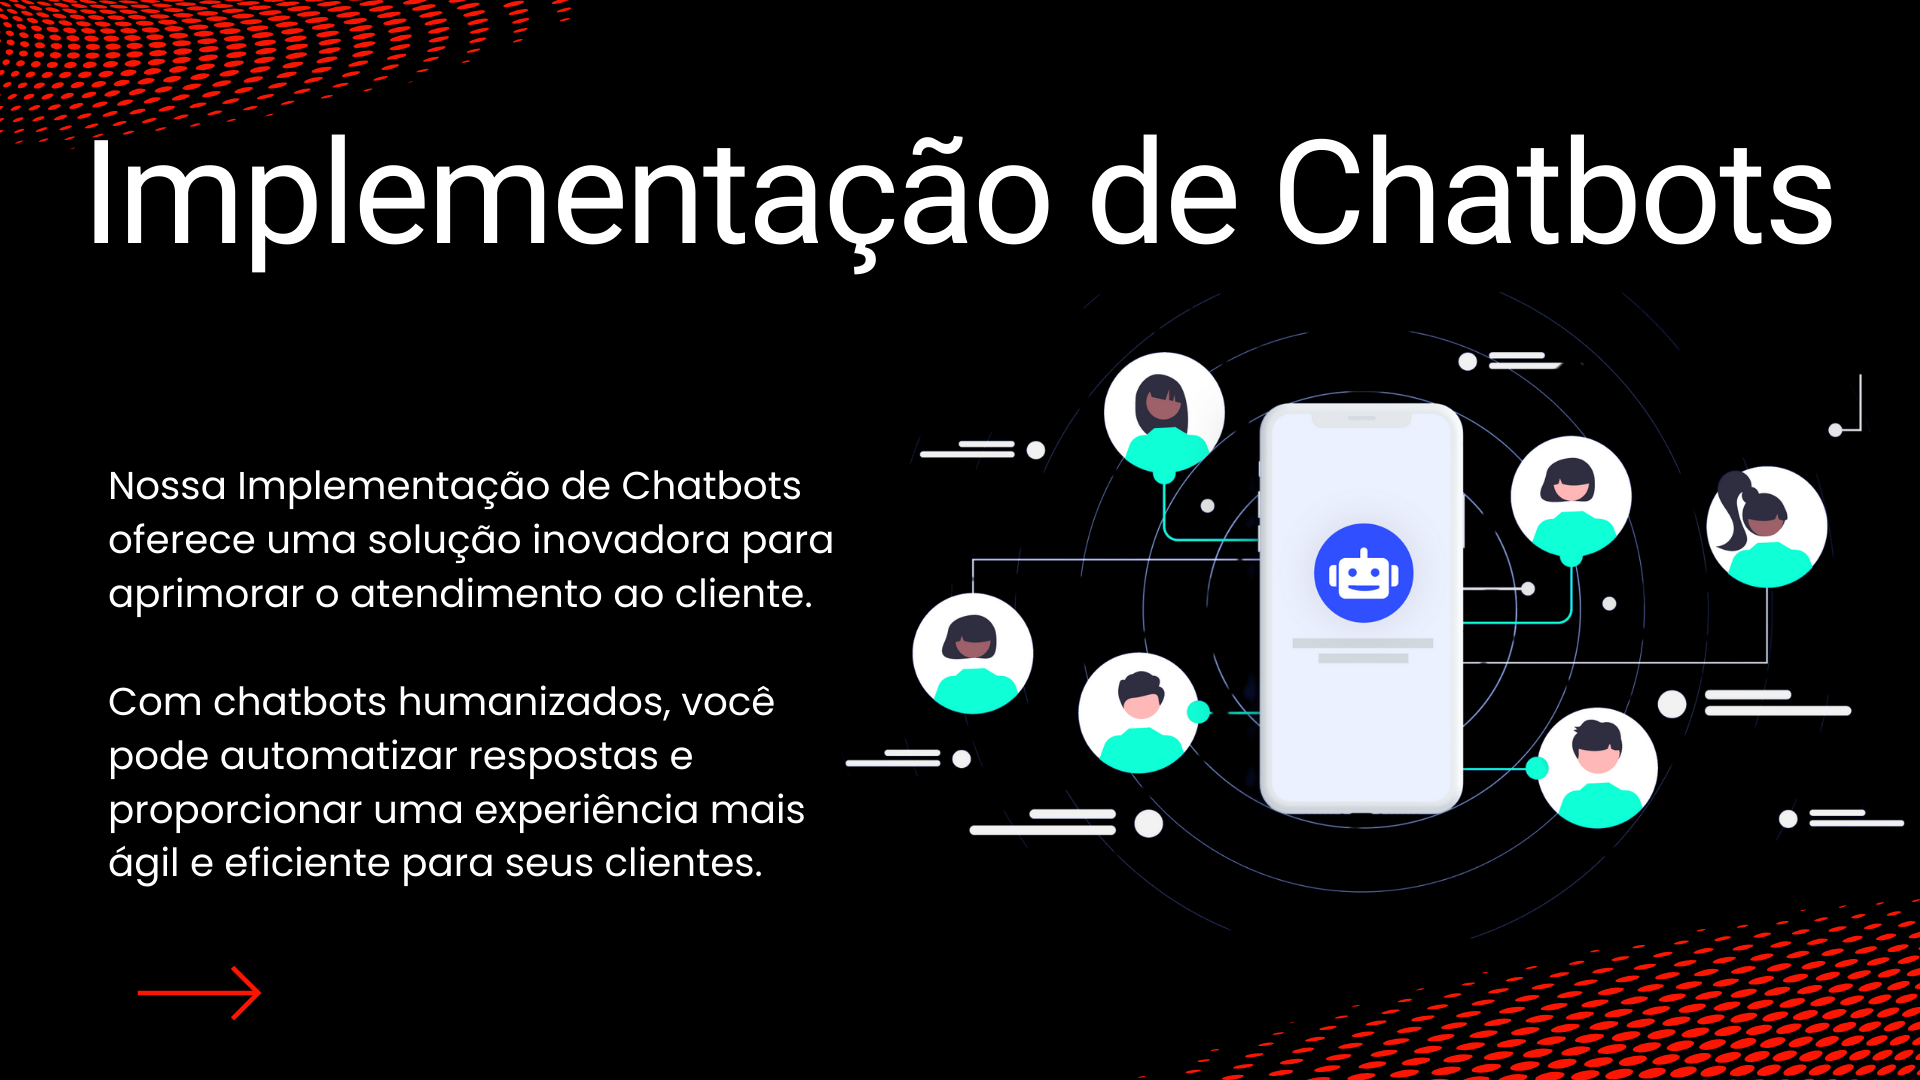 Implementação de Chatbots
Nossa Implementação de Chatbots
oferece uma solução inovadora para
aprimorar o atendimento ao cliente.
Com chatbots humanizados, você
pode automatizar respostas e
proporcionar uma experiência mais
ágil e eficiente para seus clientes.